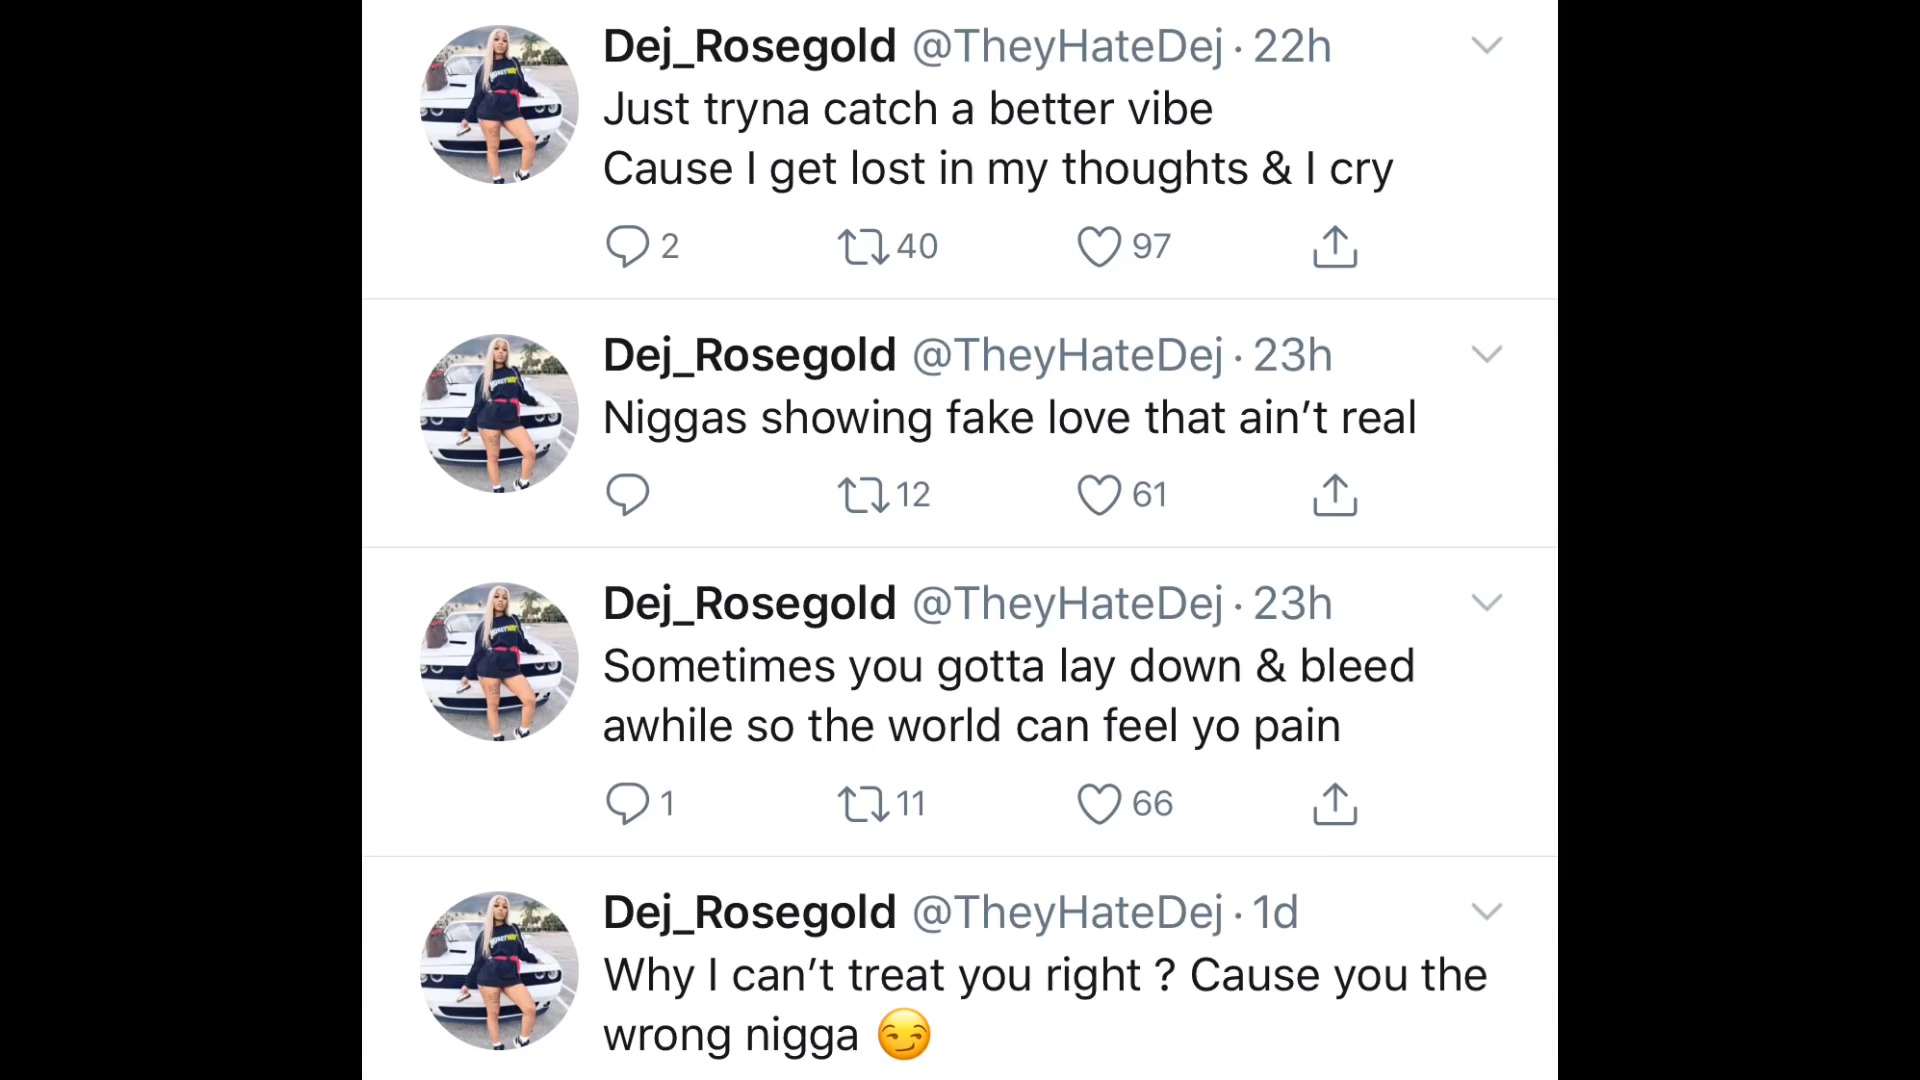 Dej_Rosegold @TheyHateDej · 22h
Just tryna catch a better vibe
Cause I get lost in my thoughts & I cry
2 40 97
Dej_Rosegold @TheyHateDej · 23h
Niggas showing fake love that ain’t real
12 61
Dej_Rosegold @TheyHateDej · 23h
Sometimes you gotta lay down & bleed
awhile so the world can feel yo pain
1 11 66
Dej_Rosegold @TheyHateDej · 1d
Why I can’t treat you right ? Cause you the
wrong nigga 😏